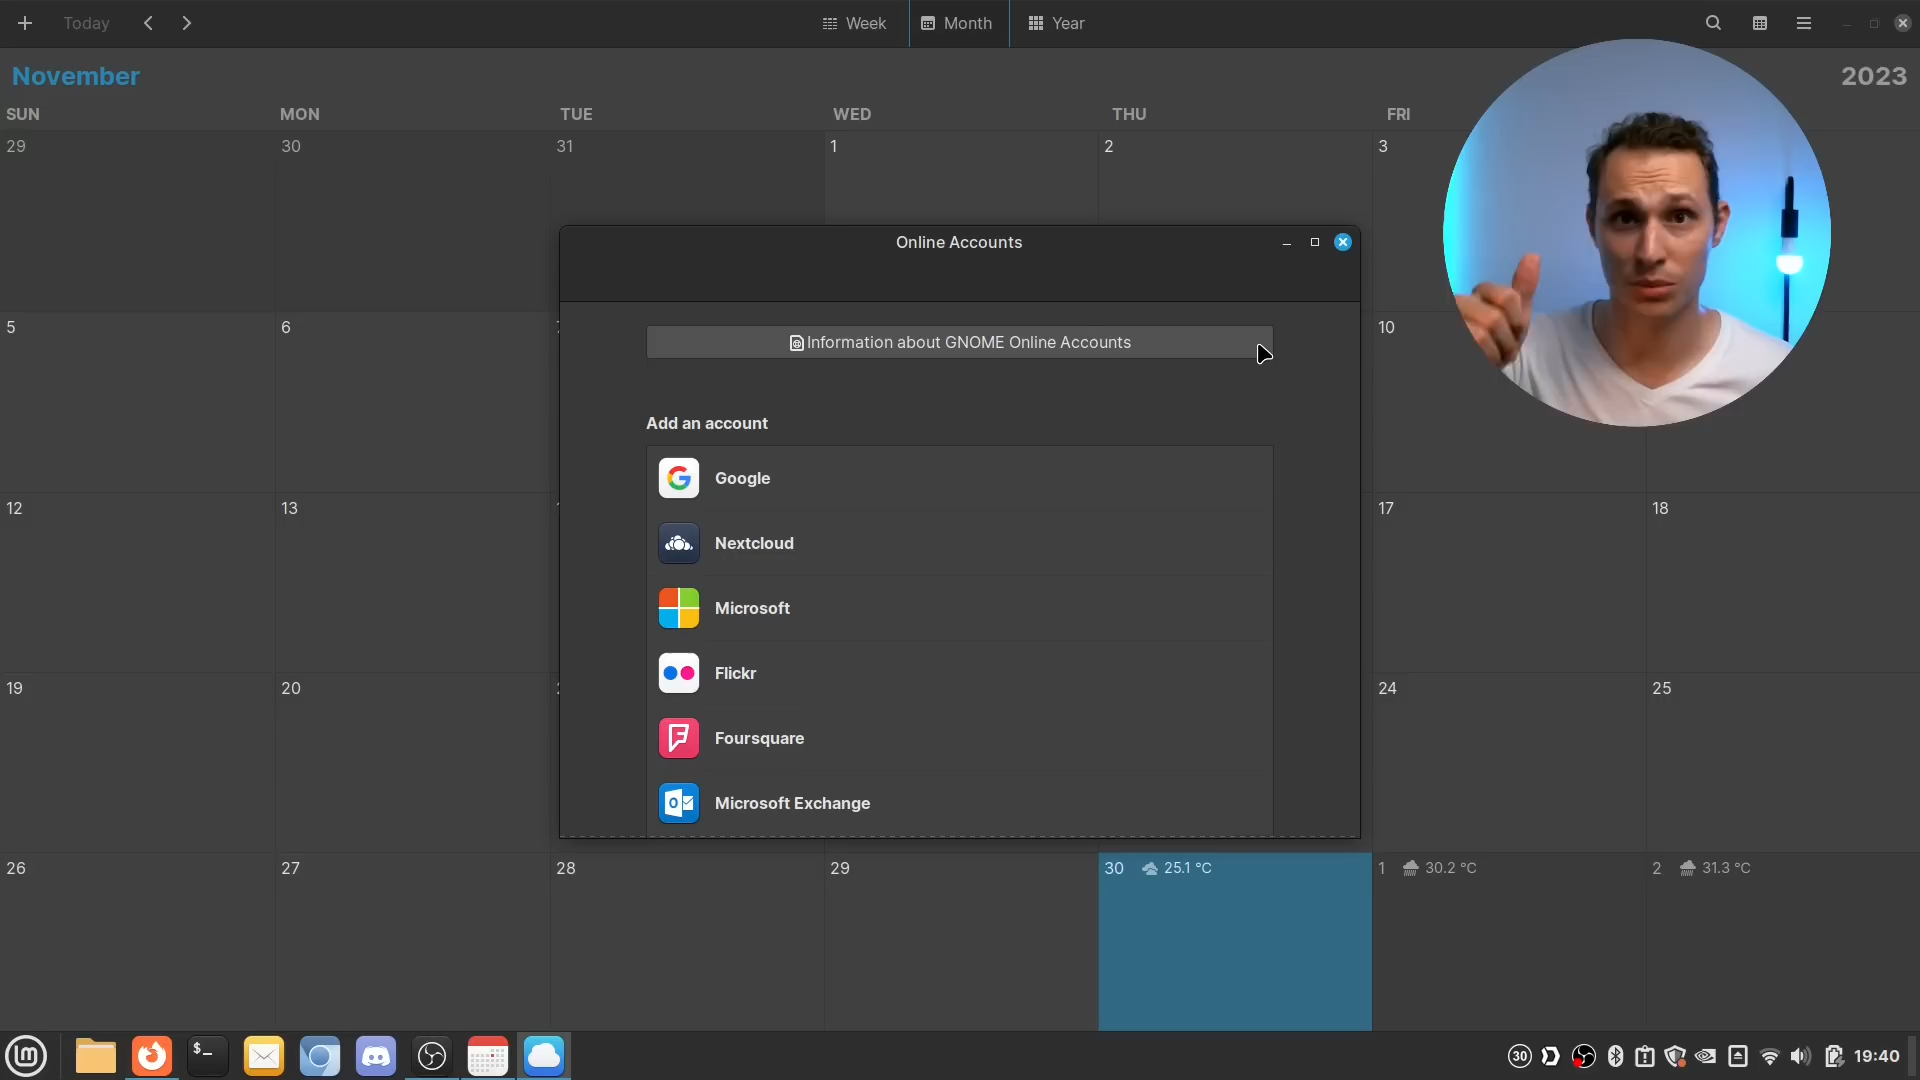 Today
Week
Month
Year
November
2023
SUN
MON
TUE
WED
THU
FRI
29
30
31
1
2
3
5
6
10
12
13
17
18
19
20
24
25
26
27
28
29
30
25.1 °C
1
30.2 °C
2
31.3 °C
Online Accounts
Information about GNOME Online Accounts
Add an account
Google
Nextcloud
Microsoft
Flickr
Foursquare
Microsoft Exchange
$_
30
19:40